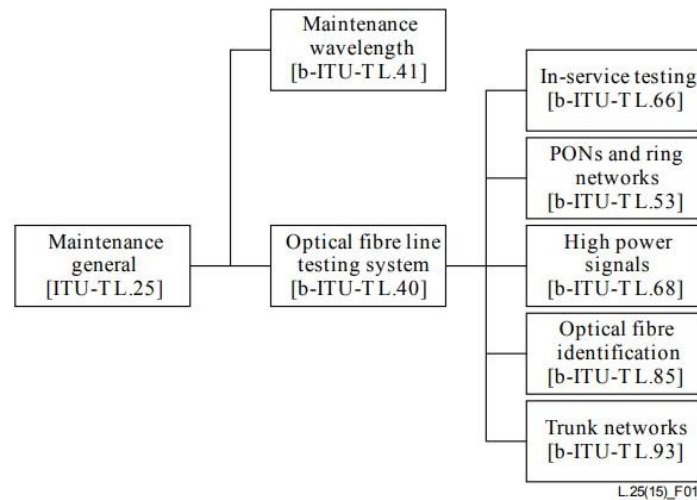 Maintenance
wavelength
[b-ITU-T L.41]
In-service testing
[b-ITU-T L.66]
PONs and ring
networks
[b-ITU-T L.53]
Maintenance
general
[ITU-T L.25]
Optical fibre line
testing system
[b-ITU-T L.40]
High power
signals
[b-ITU-T L.68]
Optical fibre
identification
[b-ITU-T L.85]
Trunk networks
[b-ITU-T L.93]
L.25(15)_F01